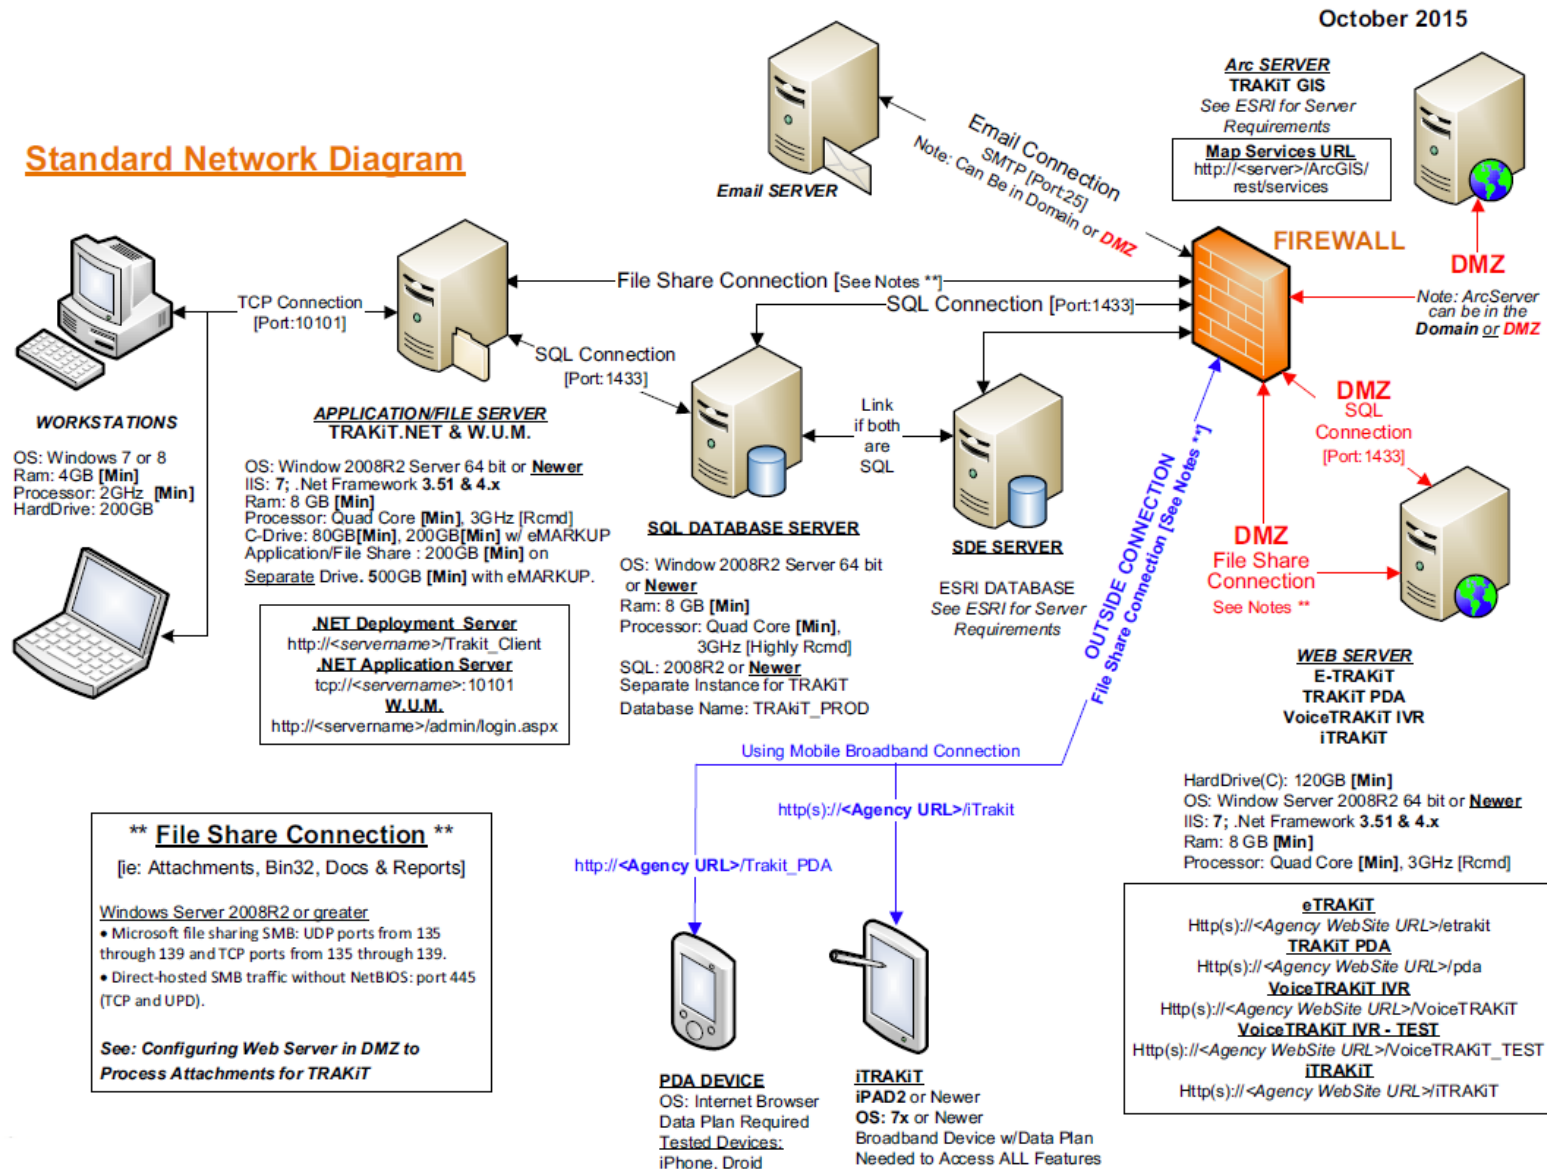 October 2015
Standard Network Diagram
Email SERVER
Email Connection
SMTP [Port:25]
Note: Can Be in Domain or DMZ
Arc SERVER
TRAKiT GIS
See ESRI for Server
Requirements
Map Services URL
http://<server>/ArcGIS/
rest/services
FIREWALL
DMZ
Note: ArcServer
can be in the
Domain or DMZ
TCP Connection
[Port:10101]
File Share Connection [See Notes **]
SQL Connection [Port:1433]
SQL Connection
[Port:1433]
Link
if both
are
SQL
DMZ
SQL
Connection
[Port:1433]
DMZ
File Share
Connection
See Notes **
OUTSIDE CONNECTION
File Share Connection [See Notes **]
WORKSTATIONS
OS: Windows 7 or 8
Ram: 4GB [Min]
Processor: 2GHz [Min]
HardDrive: 200GB
APPLICATION/FILE SERVER
TRAKiT.NET & W.U.M.
OS: Window 2008R2 Server 64 bit or Newer
IIS: 7; .Net Framework 3.51 & 4.x
Ram: 8 GB [Min]
Processor: Quad Core [Min], 3GHz [Rcmd]
C-Drive: 80GB[Min], 200GB[Min] w/ eMARKUP
Application/File Share : 200GB [Min] on
Separate Drive. 500GB [Min] with eMARKUP.
.NET Deployment Server
http://<servername>/Trakit_Client
.NET Application Server
tcp://<servername>:10101
W.U.M.
http://<servername>/admin/login.aspx
SQL DATABASE SERVER
OS: Window 2008R2 Server 64 bit
or Newer
Ram: 8 GB [Min]
Processor: Quad Core [Min],
3GHz [Highly Rcmd]
SQL: 2008R2 or Newer
Separate Instance for TRAKiT
Database Name: TRAkiT_PROD
SDE SERVER
ESRI DATABASE
See ESRI for Server
Requirements
WEB SERVER
E-TRAKiT
TRAKiT PDA
VoiceTRAKiT IVR
iTRAKiT
HardDrive(C): 120GB [Min]
OS: Window Server 2008R2 64 bit or Newer
IIS: 7; .Net Framework 3.51 & 4.x
Ram: 8 GB [Min]
Processor: Quad Core [Min], 3GHz [Rcmd]
eTRAKiT
Http(s)://<Agency WebSite URL>/etrakit
TRAKiT PDA
Http(s)://<Agency WebSite URL>/pda
VoiceTRAKiT IVR
Http(s)://<Agency WebSite URL>/VoiceTRAKiT
VoiceTRAKiT IVR - TEST
Http(s)://<Agency WebSite URL>/VoiceTRAKiT_TEST
iTRAKiT
Http(s)://<Agency WebSite URL>/iTRAKiT
Using Mobile Broadband Connection
http(s)://<Agency URL>/iTrakit
http://<Agency URL>/Trakit_PDA
** File Share Connection **
[ie: Attachments, Bin32, Docs & Reports]
Windows Server 2008R2 or greater
• Microsoft file sharing SMB: UDP ports from 135
through 139 and TCP ports from 135 through 139.
• Direct-hosted SMB traffic without NetBIOS: port 445
(TCP and UPD).
See: Configuring Web Server in DMZ to
Process Attachments for TRAKiT
PDA DEVICE
OS: Internet Browser
Data Plan Required
Tested Devices:
iPhone, Droid
iTRAKiT
iPAD2 or Newer
OS: 7x or Newer
Broadband Device w/Data Plan
Needed to Access ALL Features